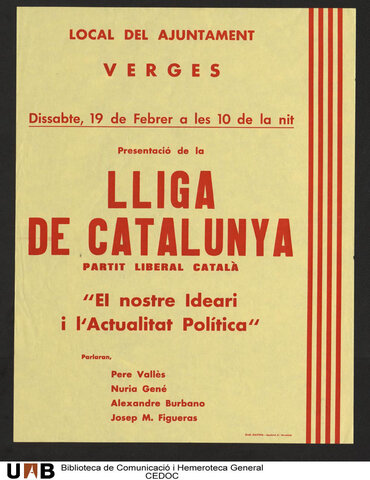 LOCAL DEL AJUNTAMENT
VERGES
Dissabte, 19 de Febrer a les 10 de la nit
Presentació de la
LLIGA
DE CATALUNYA
PARTIT LIBERAL CATALÀ
"El nostre Ideari
i l'Actualitat Política"
Parlaran,
Pere Vallès
Nuria Gené
Alexandre Burbano
Josep M. Figueras
UAB Biblioteca de Comunicació i Hemeroteca General
CEDOC